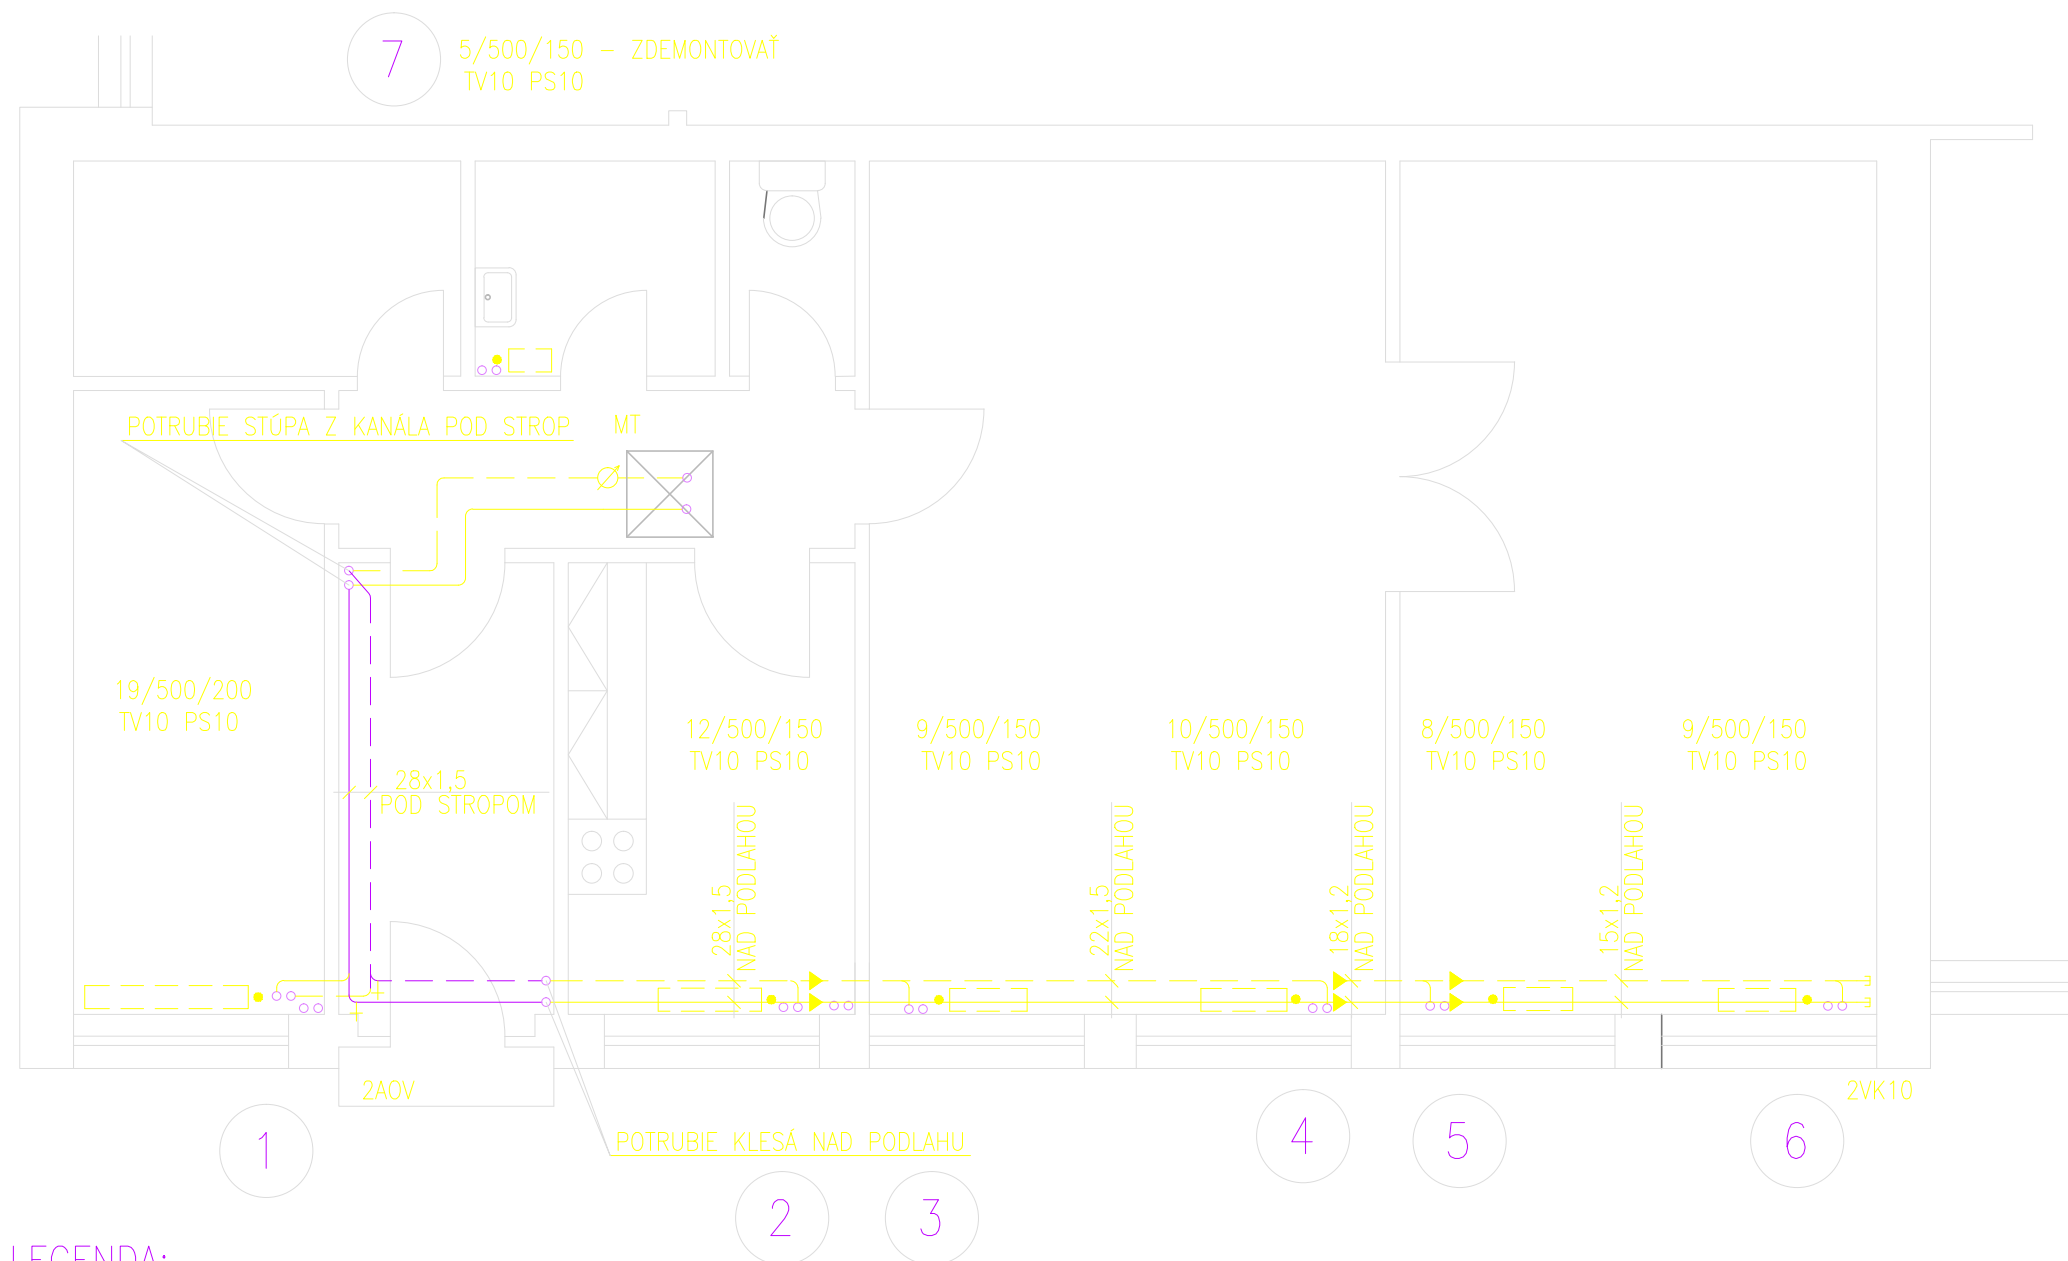 7
5/500/150 - ZDEMONTOVAŤ
TV10 PS10
POTRUBIE STÚPA Z KANÁLA POD STROP
MT
19/500/200
TV10 PS10
28x1,5
POD STROPOM
12/500/150
TV10 PS10
9/500/150
TV10 PS10
10/500/150
TV10 PS10
8/500/150
TV10 PS10
9/500/150
TV10 PS10
28x1,5
NAD PODLAHOU
22x1,5
NAD PODLAHOU
18x1,2
NAD PODLAHOU
15x1,2
NAD PODLAHOU
2AOV
2VK10
1
POTRUBIE KLESÁ NAD PODLAHU
4
5
6
2
3
LEGENDA: